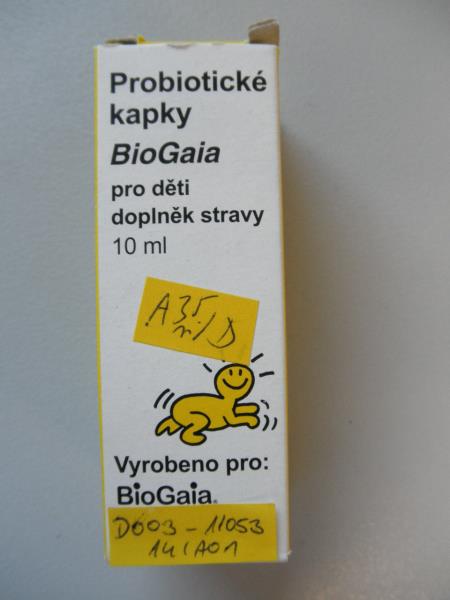 Probiotické
kapky
BioGaia
pro děti
doplněk stravy
10 ml
A35
Vyrobeno pro:
BioGaia
D003-11053
141A01